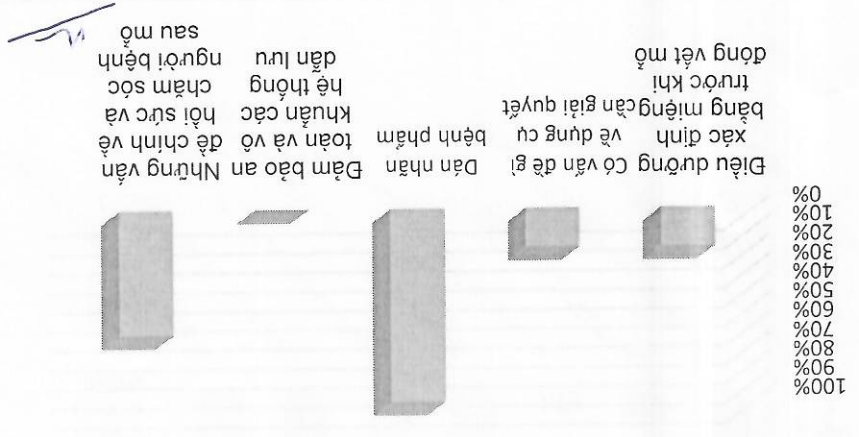 100%
90%
80%
70%
60%
50%
40%
30%
20%
10%
0%
Điều dưỡng
xác định
bằng miệng
trước khi
đóng vết mổ
Có vấn đề gì
về dụng cụ
cần giải quyết
Dán nhãn
bệnh phẩm
Đảm bảo an
toàn và vô
khuẩn các
hệ thống
dẫn lưu
Những vấn
đề chính về
hồi sức và
chăm sóc
người bệnh
sau mổ